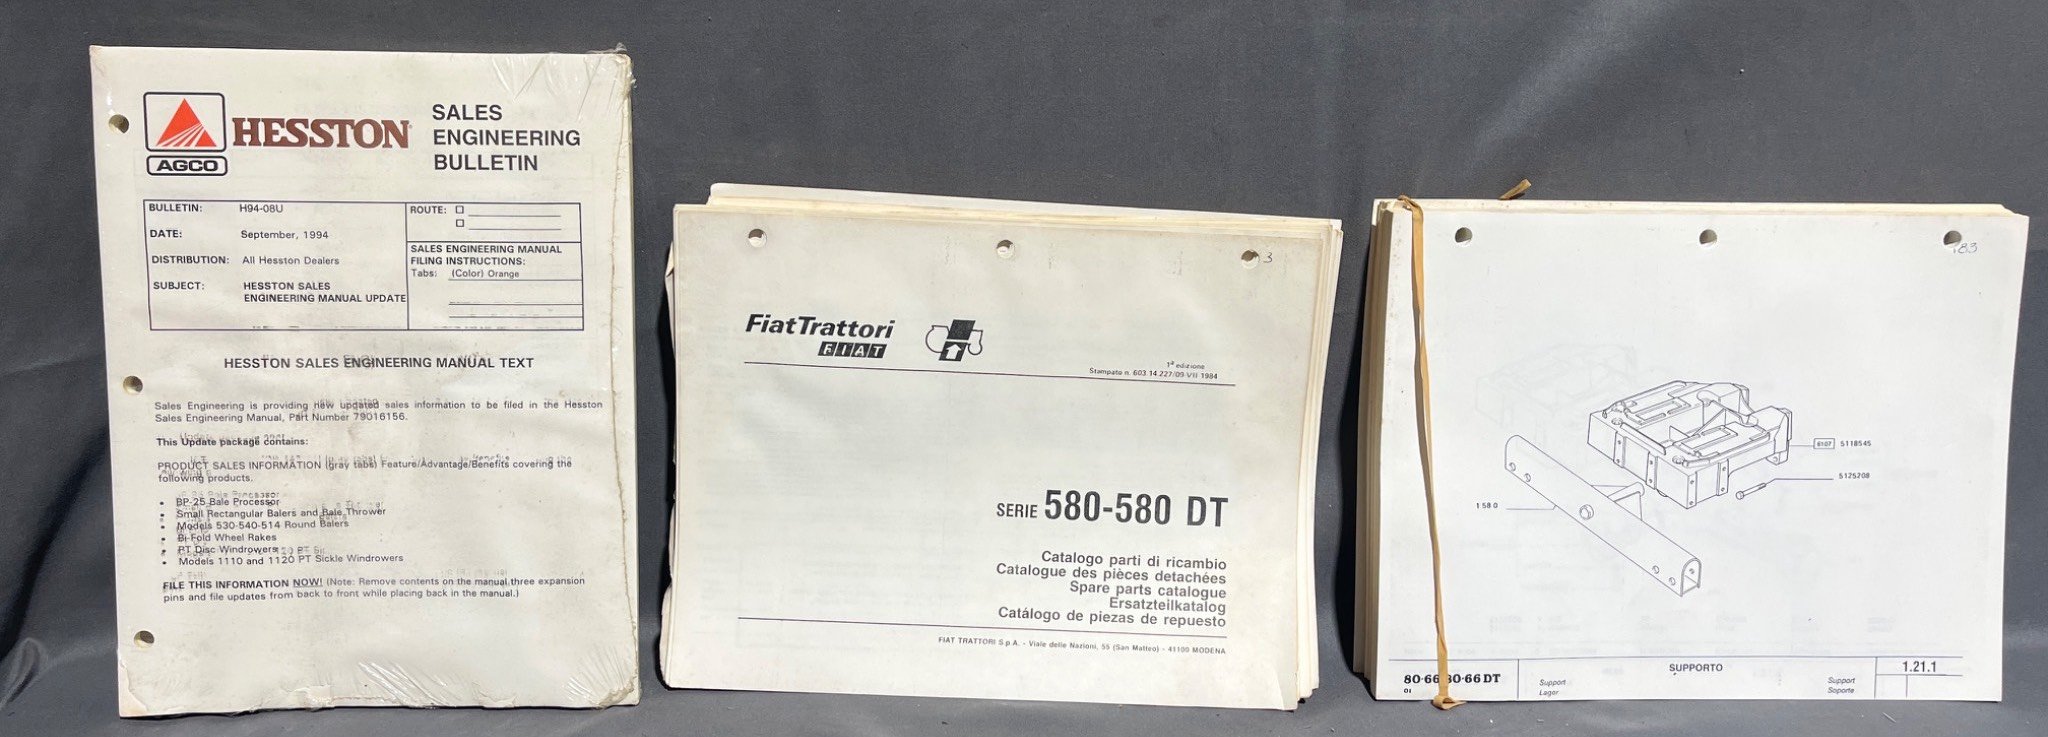 AGCO
HESSTON
SALES
ENGINEERING
BULLETIN
BULLETIN: H94-08U
DATE: September, 1994
DISTRIBUTION: All Hesston Dealers
SUBJECT: HESSTON SALES
ENGINEERING MANUAL UPDATE
ROUTE:
SALES ENGINEERING MANUAL
FILING INSTRUCTIONS:
Tabs: (Color) Orange
HESSTON SALES ENGINEERING MANUAL TEXT
Sales Engineering is providing new updated sales information to be filed in the Hesston
Sales Engineering Manual, Part Number 79016156.
This Update package contains:
PRODUCT SALES INFORMATION (gray tabs) Feature/Advantage/Benefits covering the
following products.
• BP-25 Bale Processor
• Small Rectangular Balers and Bale Thrower
• Models 530-540-514 Round Balers
• Bi-Fold Wheel Rakes
• PT Disc Windrowers
• Models 1110 and 1120 PT Sickle Windrowers
FILE THIS INFORMATION NOW! (Note: Remove contents on the manual three expansion
pins and file updates from back to front while placing back in the manual.)
3
FiatTrattori
FIAT
1ª edizione
Stampato n. 603.14.227/09-VII 1984
SERIE 580-580 DT
Catalogo parti di ricambio
Catalogue des pièces detachées
Spare parts catalogue
Ersatzteilkatalog
Catálogo de piezas de repuesto
FIAT TRATTORI S.p.A. - Viale delle Nazioni, 55 (San Matteo) - 41100 MODENA
183
6107 5118545
5125208
1 58 0
80-66/80-66 DT
01
Support
Lager
SUPPORTO
Support
Soporte
1.21.1